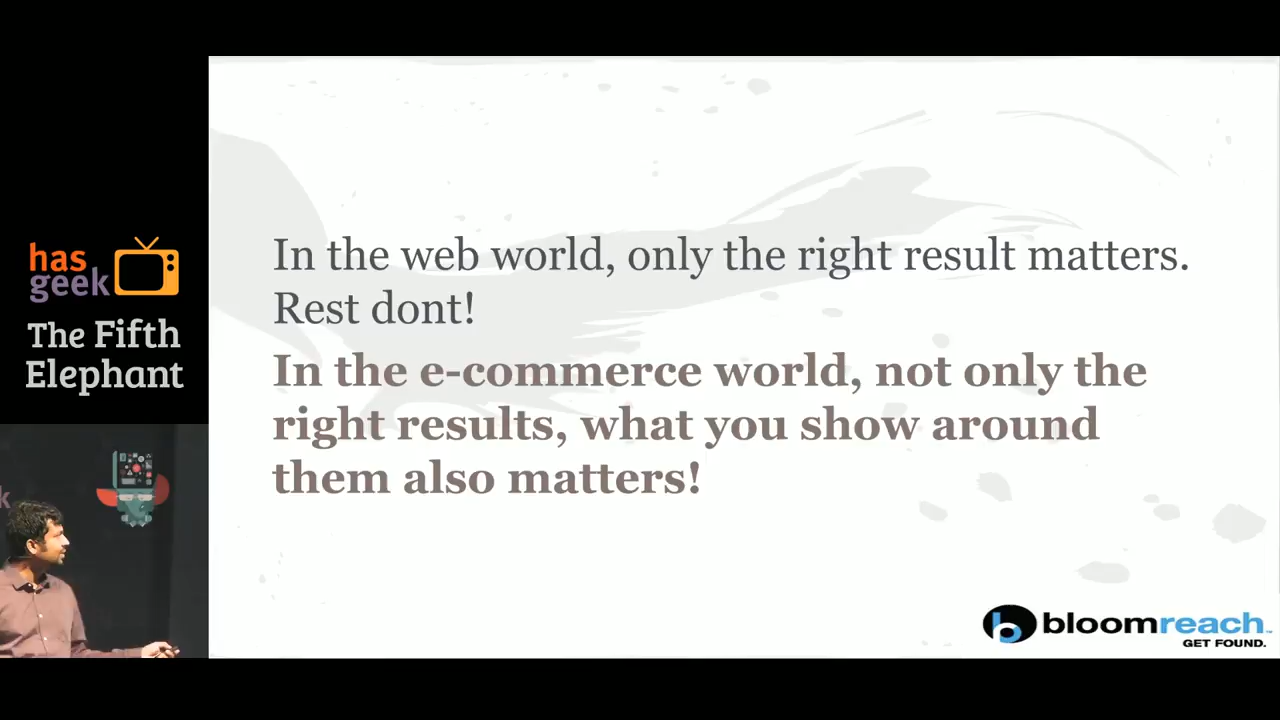 has
geek
The Fifth
Elephant
In the web world, only the right result matters.
Rest dont!
In the e-commerce world, not only the
right results, what you show around
them also matters!
bloomreach
GET FOUND.